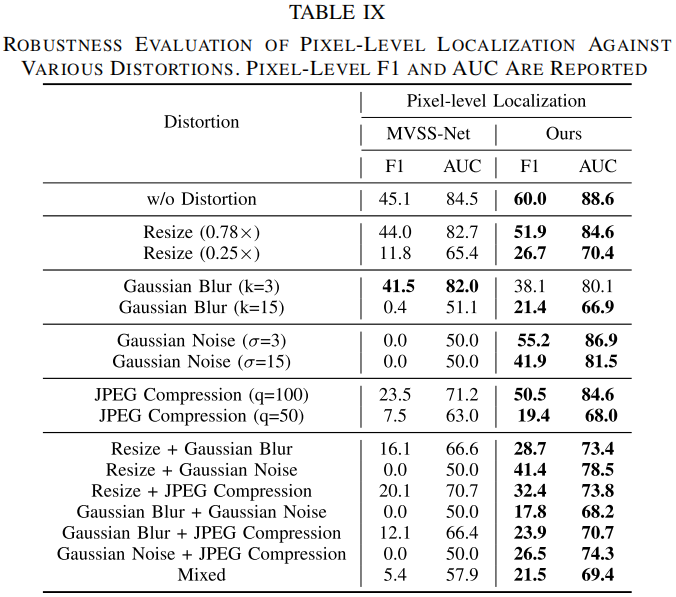 TABLE IX
ROBUSTNESS EVALUATION OF PIXEL-LEVEL LOCALIZATION AGAINST
VARIOUS DISTORTIONS. PIXEL-LEVEL F1 AND AUC ARE REPORTED
Distortion Pixel-level Localization
MVSS-Net Ours
F1 AUC F1 AUC
w/o Distortion 45.1 84.5 60.0 88.6
Resize (0.78×) 44.0 82.7 51.9 84.6
Resize (0.25×) 11.8 65.4 26.7 70.4
Gaussian Blur (k=3) 41.5 82.0 38.1 80.1
Gaussian Blur (k=15) 0.4 51.1 21.4 66.9
Gaussian Noise (σ=3) 0.0 50.0 55.2 86.9
Gaussian Noise (σ=15) 0.0 50.0 41.9 81.5
JPEG Compression (q=100) 23.5 71.2 50.5 84.6
JPEG Compression (q=50) 7.5 63.0 19.4 68.0
Resize + Gaussian Blur 16.1 66.6 28.7 73.4
Resize + Gaussian Noise 0.0 50.0 41.4 78.5
Resize + JPEG Compression 20.1 70.7 32.4 73.8
Gaussian Blur + Gaussian Noise 0.0 50.0 17.8 68.2
Gaussian Blur + JPEG Compression 12.1 66.4 23.9 70.7
Gaussian Noise + JPEG Compression 0.0 50.0 26.5 74.3
Mixed 5.4 57.9 21.5 69.4